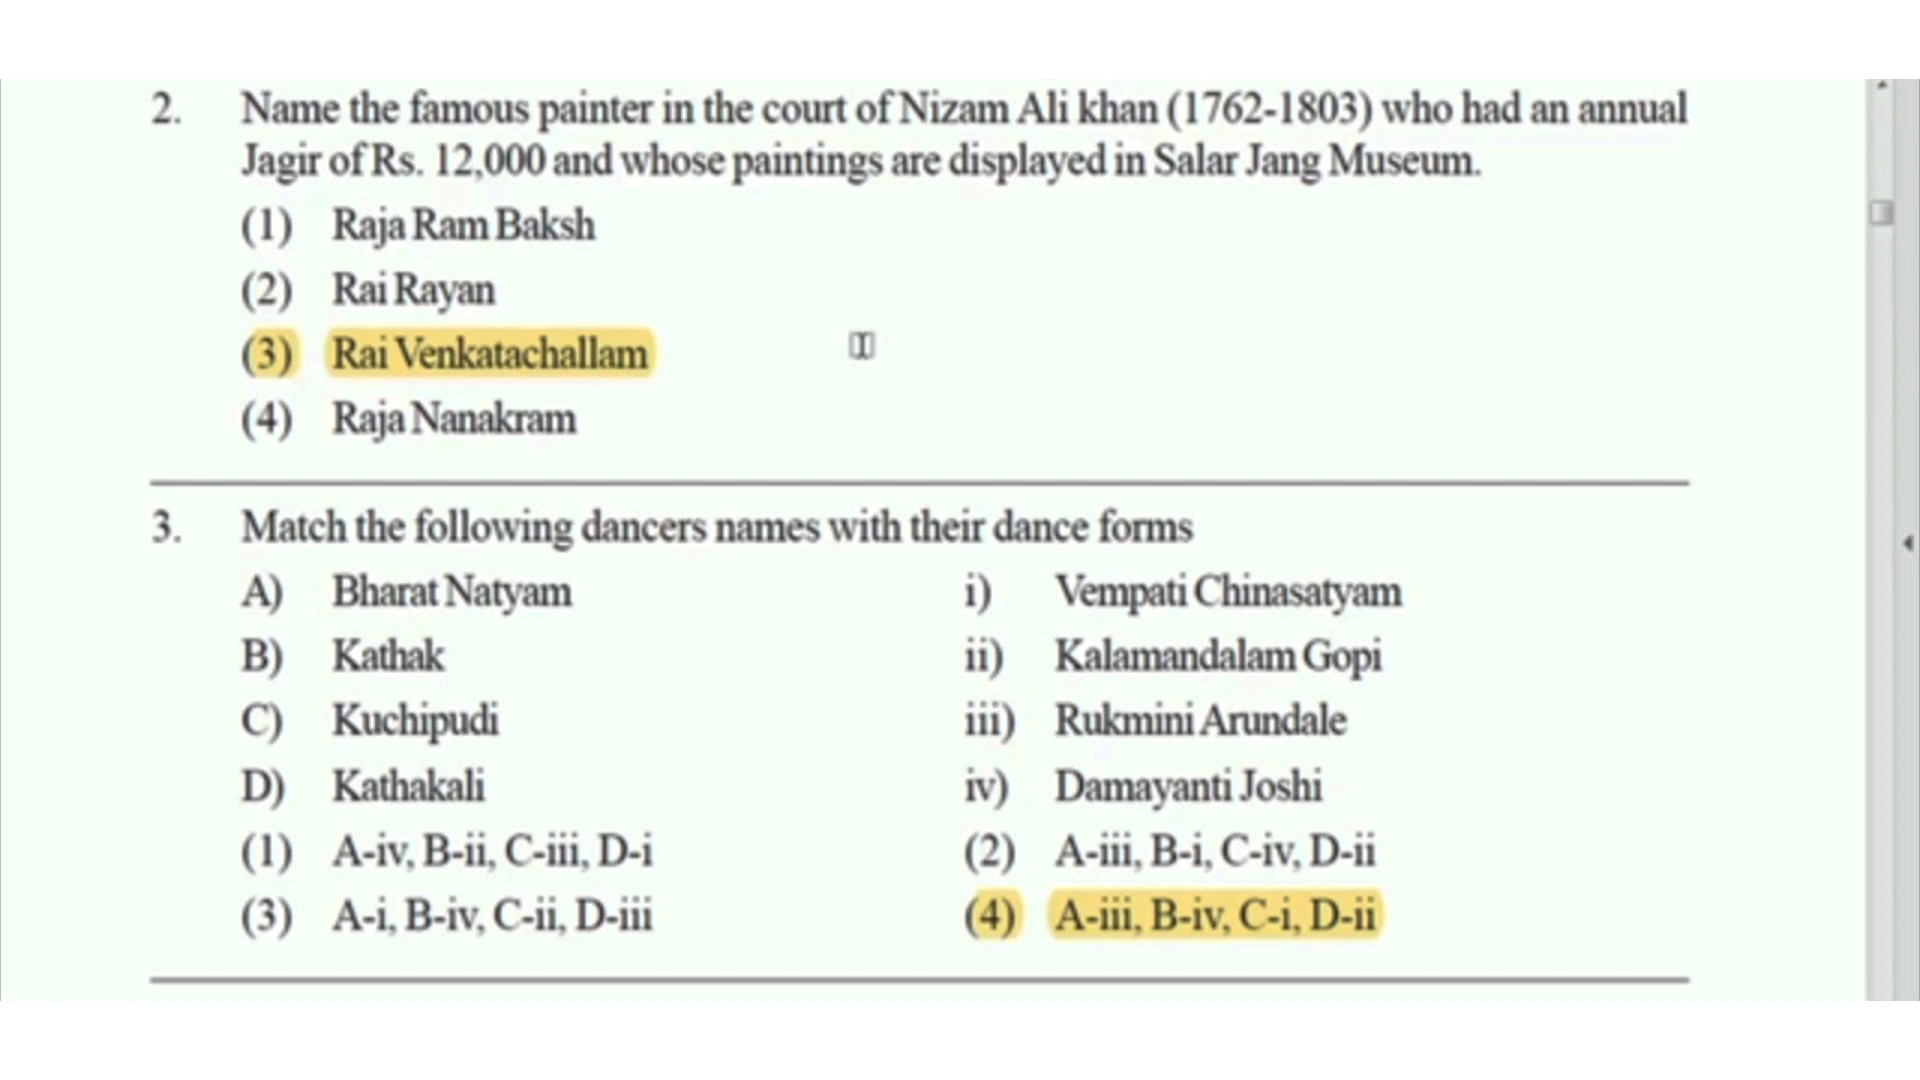 2. Name the famous painter in the court of Nizam Ali khan (1762-1803) who had an annual
Jagir of Rs. 12,000 and whose paintings are displayed in Salar Jang Museum.
(1) Raja Ram Baksh
(2) Rai Rayan
(3) Rai Venkatachallam
(4) Raja Nanakram
3. Match the following dancers names with their dance forms
A) Bharat Natyam i) Vempati Chinasatyam
B) Kathak ii) Kalamandalam Gopi
C) Kuchipudi iii) Rukmini Arundale
D) Kathakali iv) Damayanti Joshi
(1) A-iv, B-ii, C-iii, D-i (2) A-iii, B-i, C-iv, D-ii
(3) A-i, B-iv, C-ii, D-iii (4) A-iii, B-iv, C-i, D-ii